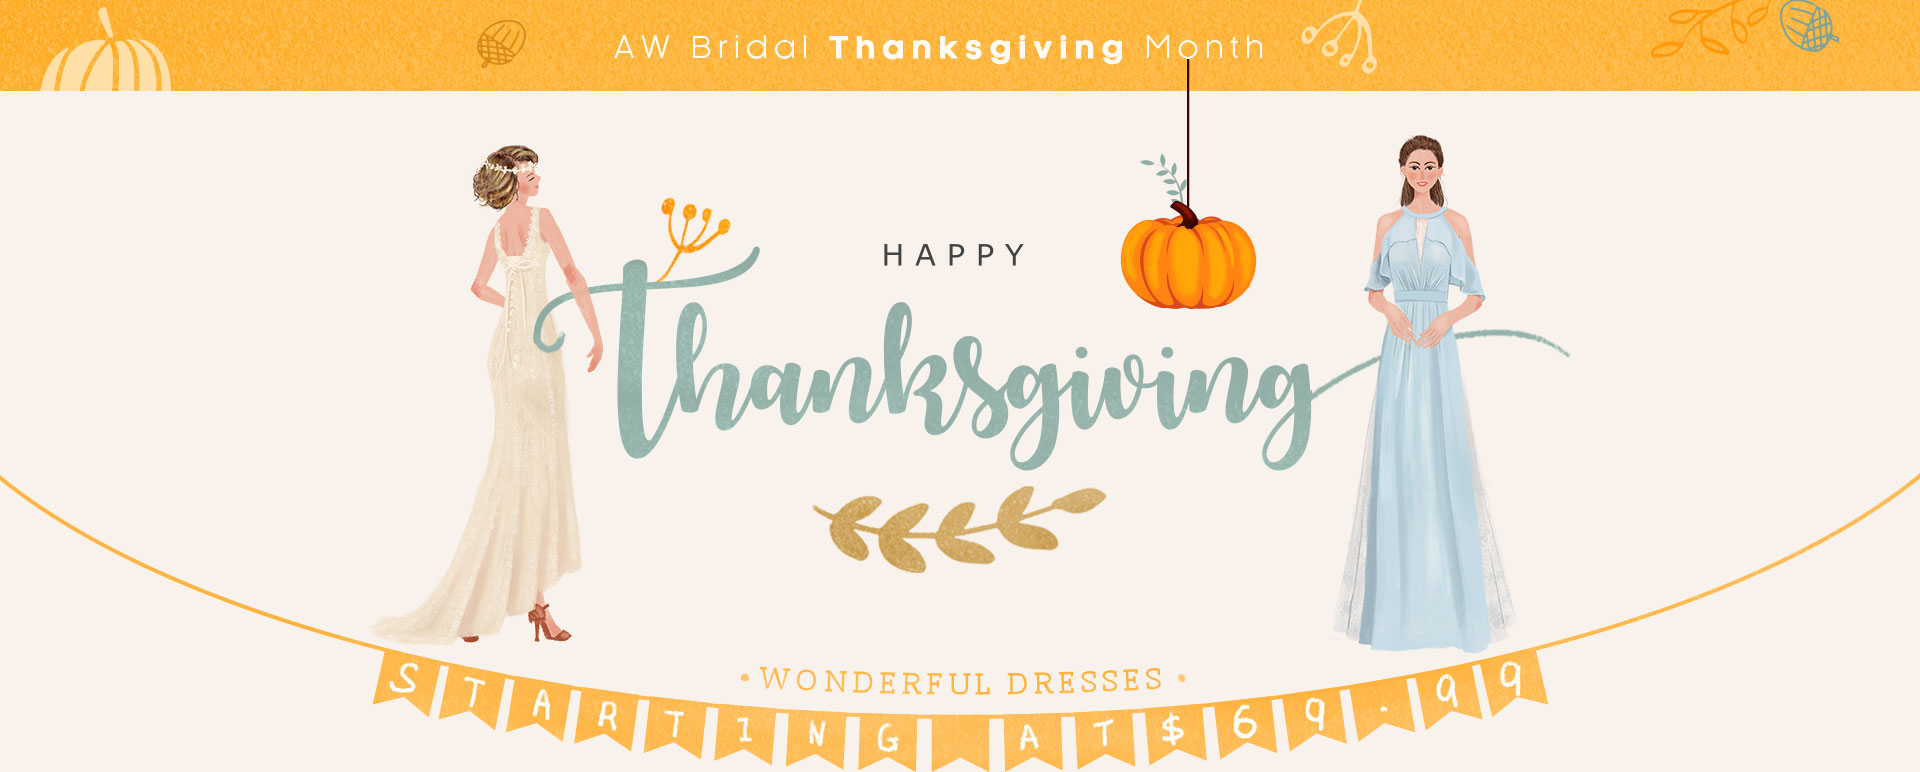 AW Bridal Thanksgiving Month
HAPPY
Thanksgiving
·WONDERFUL DRESSES·
STARTING AT $69.99